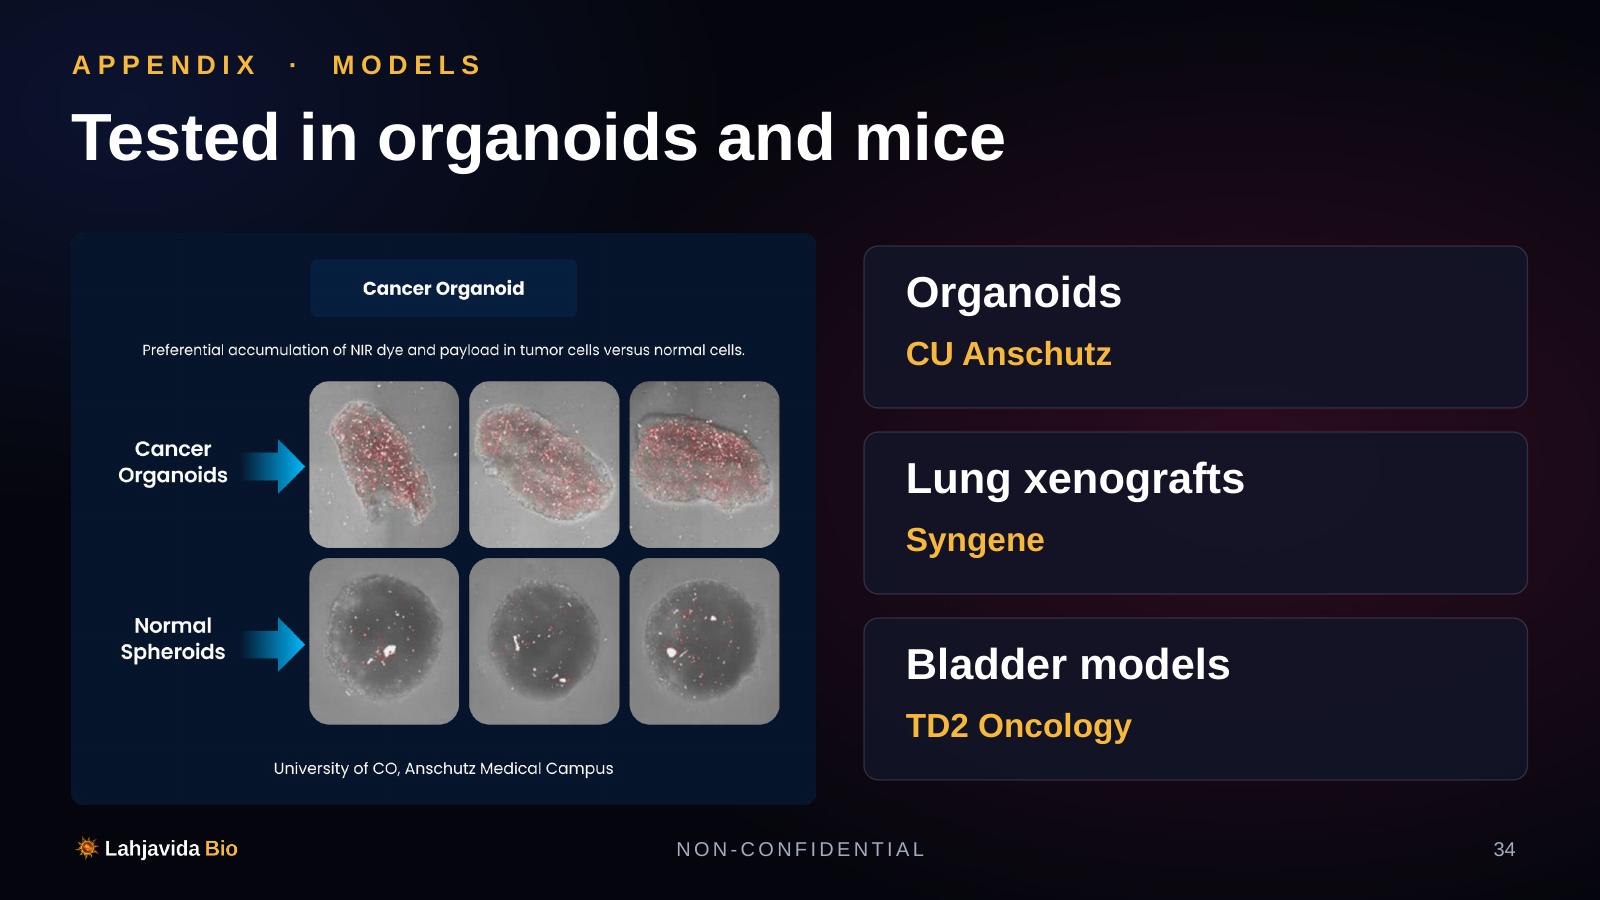 APPENDIX · MODELS
Tested in organoids and mice
Cancer Organoid
Preferential accumulation of NIR dye and payload in tumor cells versus normal cells.
Cancer
Organoids
Normal
Spheroids
University of CO, Anschutz Medical Campus
Organoids
CU Anschutz
Lung xenografts
Syngene
Bladder models
TD2 Oncology
Lahjavida Bio
NON-CONFIDENTIAL
34